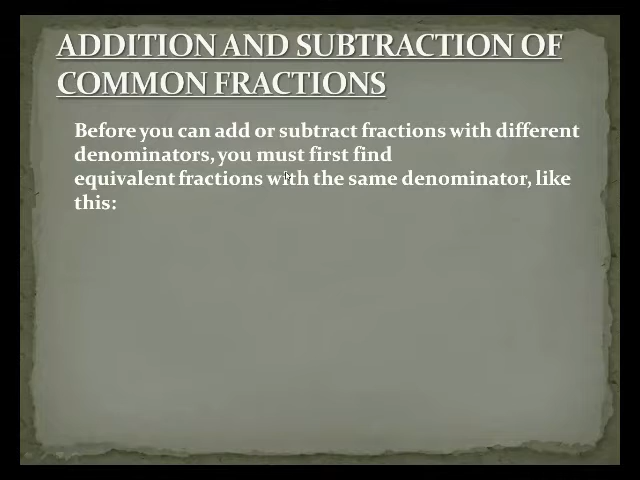 ADDITION AND SUBTRACTION OF
COMMON FRACTIONS
Before you can add or subtract fractions with different
denominators, you must first find
equivalent fractions with the same denominator, like
this: